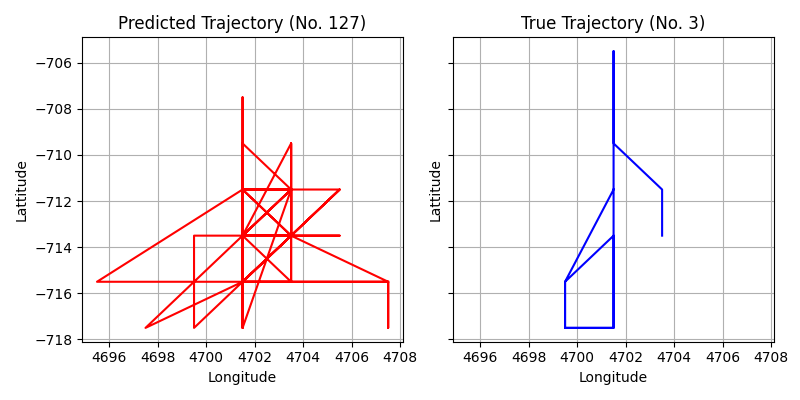 Predicted Trajectory (No. 127)
True Trajectory (No. 3)
−706
−708
−710
−712
−714
−716
−718
Lattitude
Lattitude
4696 4698 4700 4702 4704 4706 4708
4696 4698 4700 4702 4704 4706 4708
Longitude
Longitude